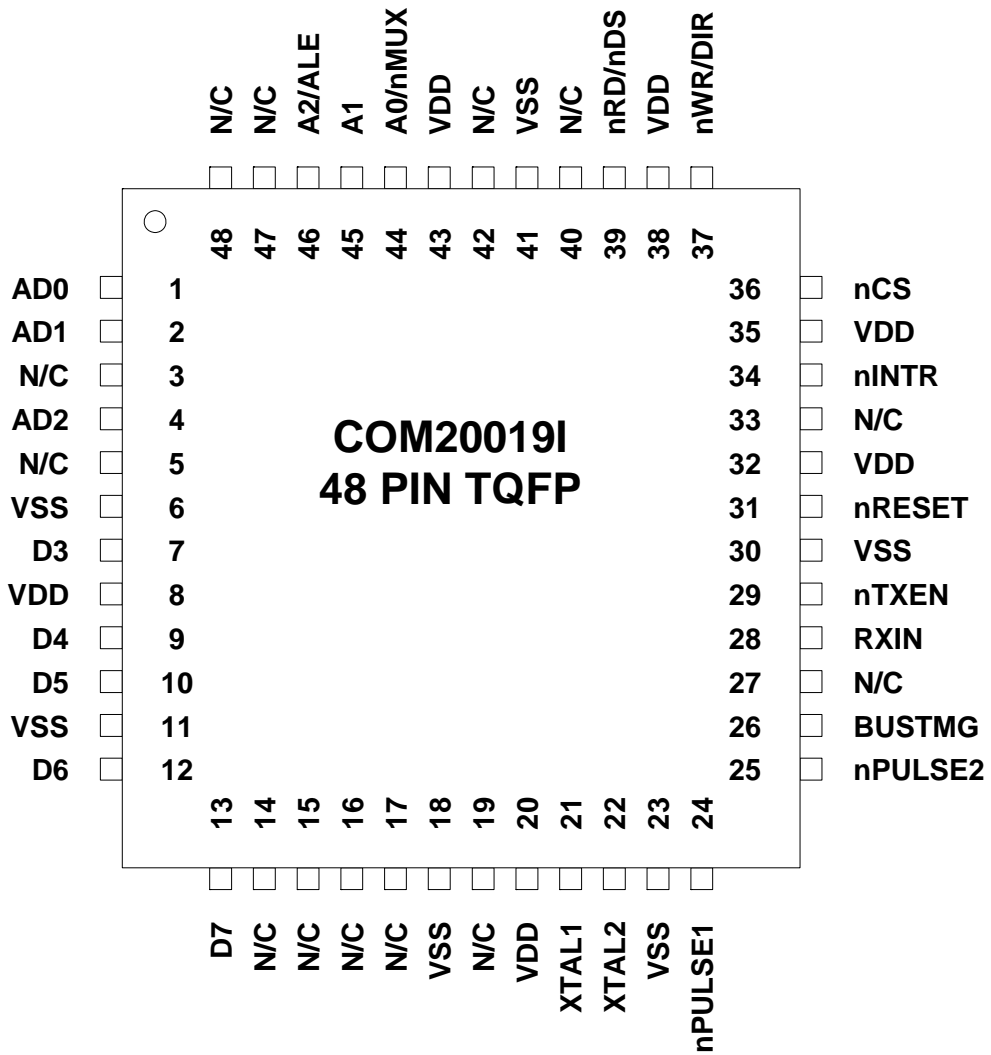 N/C N/C A2/ALE A1 A0/nMUX VDD N/C VSS N/C nRD/nDS VDD nWR/DIR
48 47 46 45 44 43 42 41 40 39 38 37
AD0 1 36 nCS
AD1 2 35 VDD
N/C 3 34 nINTR
AD2 4 33 N/C
COM20019I
N/C 5 32 VDD
48 PIN TQFP
VSS 6 31 nRESET
D3 7 30 VSS
VDD 8 29 nTXEN
D4 9 28 RXIN
D5 10 27 N/C
VSS 11 26 BUSTMG
D6 12 25 nPULSE2
13 14 15 16 17 18 19 20 21 22 23 24
D7 N/C N/C N/C N/C VSS N/C VDD XTAL1 XTAL2 VSS nPULSE1